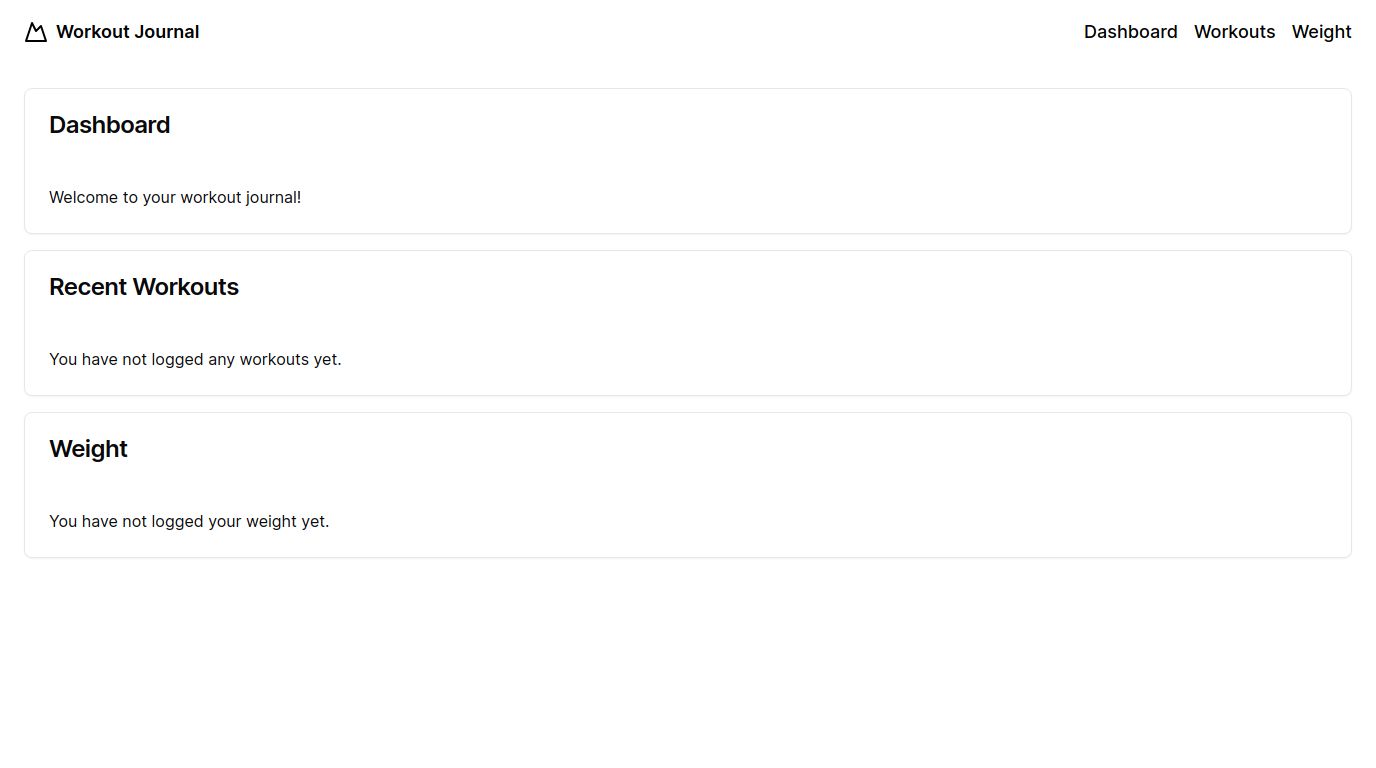 Workout Journal
Dashboard Workouts Weight
Dashboard
Welcome to your workout journal!
Recent Workouts
You have not logged any workouts yet.
Weight
You have not logged your weight yet.